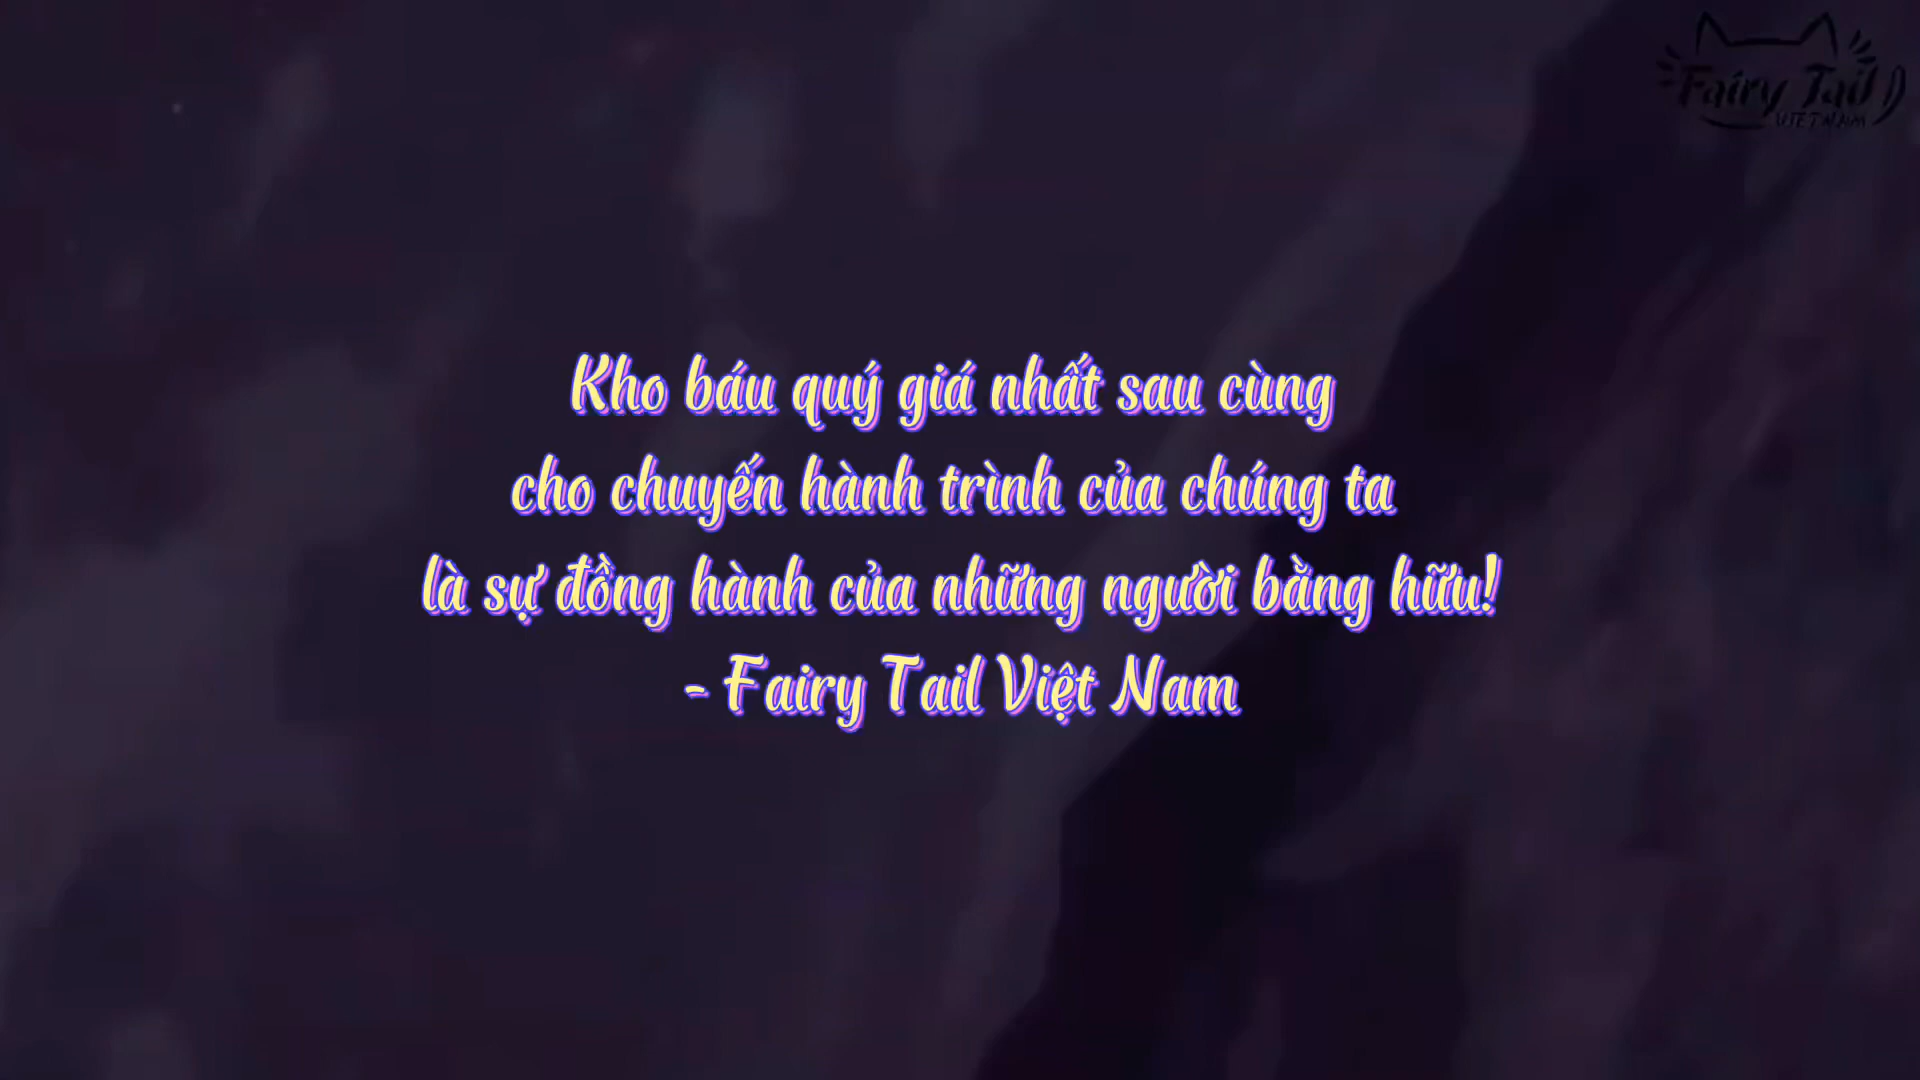 Fairy Tail
VIETNAM
Kho báu quý giá nhất sau cùng
cho chuyến hành trình của chúng ta
là sự đồng hành của những người bằng hữu!
- Fairy Tail Việt Nam